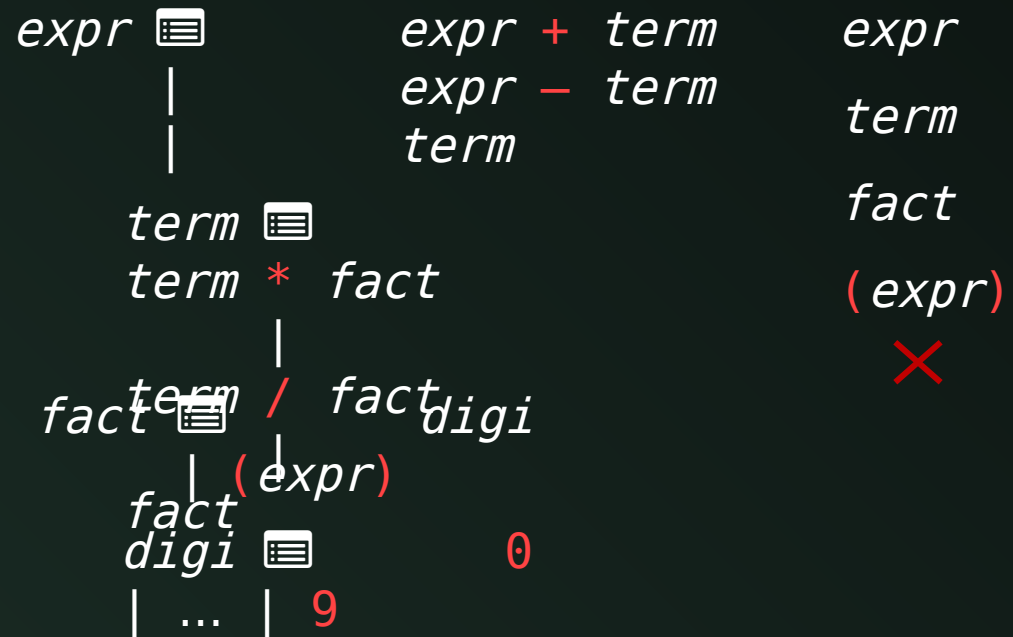 expr expr + term
| expr – term
| term
term
term * fact
|
term / fact
|
fact digi
| (expr)
fact
digi 0
| ... | 9
expr
term
fact
(expr)